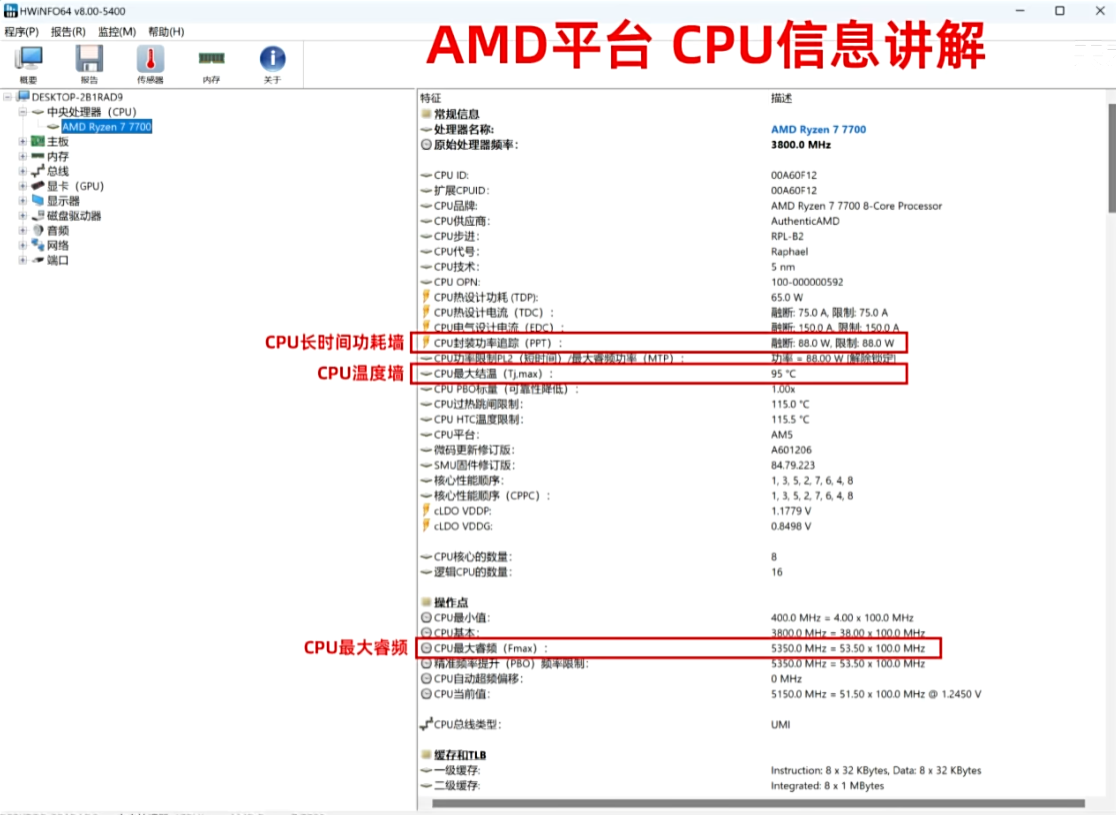 HWiNFO64 v8.00-5400
程序(P) 报告(R) 监控(M) 帮助(H)
AMD平台 CPU信息讲解
概要 报告 传感器 内存 关于
DESKTOP-2B1RAD9
中央处理器（CPU）
AMD Ryzen 7 7700
主板
内存
总线
显卡（GPU）
显示器
磁盘驱动器
音频
网络
端口
特征 描述
常规信息
处理器名称: AMD Ryzen 7 7700
原始处理器频率: 3800.0 MHz
CPU ID: 00A60F12
扩展CPUID: 00A60F12
CPU品牌: AMD Ryzen 7 7700 8-Core Processor
CPU供应商: AuthenticAMD
CPU步进: RPL-B2
CPU代号: Raphael
CPU技术: 5 nm
CPU OPN: 100-000000592
CPU热设计功耗 (TDP): 65.0 W
CPU热设计电流（TDC）: 融断: 75.0 A, 限制: 75.0 A
CPU电气设计电流（EDC）: 融断: 150.0 A, 限制: 150.0 A
CPU长时间功耗墙 CPU封装功率追踪（PPT）: 融断: 88.0 W, 限制: 88.0 W
CPU功率限制PL2（短时间）/最大睿频功率（MTP）: 功率 = 88.00 W [解除锁定]
CPU温度墙 CPU最大结温（Tj,max）: 95 °C
CPU PBO标量（可靠性降低）: 1.00x
CPU过热跳闸限制: 115.0 °C
CPU HTC温度限制: 115.5 °C
CPU平台: AM5
微码更新修订版: A601206
SMU固件修订版: 84.79.223
核心性能顺序: 1, 3, 5, 2, 7, 6, 4, 8
核心性能顺序（CPPC）: 1, 3, 5, 2, 7, 6, 4, 8
cLDO VDDP: 1.1779 V
cLDO VDDG: 0.8498 V
CPU核心的数量: 8
逻辑CPU的数量: 16
操作点
CPU最小值: 400.0 MHz = 4.00 x 100.0 MHz
CPU基本: 3800.0 MHz = 38.00 x 100.0 MHz
CPU最大睿频 CPU最大睿频（Fmax）: 5350.0 MHz = 53.50 x 100.0 MHz
精准频率提升（PBO）频率限制: 5350.0 MHz = 53.50 x 100.0 MHz
CPU自动超频偏移: 0 MHz
CPU当前值: 5150.0 MHz = 51.50 x 100.0 MHz @ 1.2450 V
CPU总线类型: UMI
缓存和TLB
一级缓存: Instruction: 8 x 32 KBytes, Data: 8 x 32 KBytes
二级缓存: Integrated: 8 x 1 MBytes